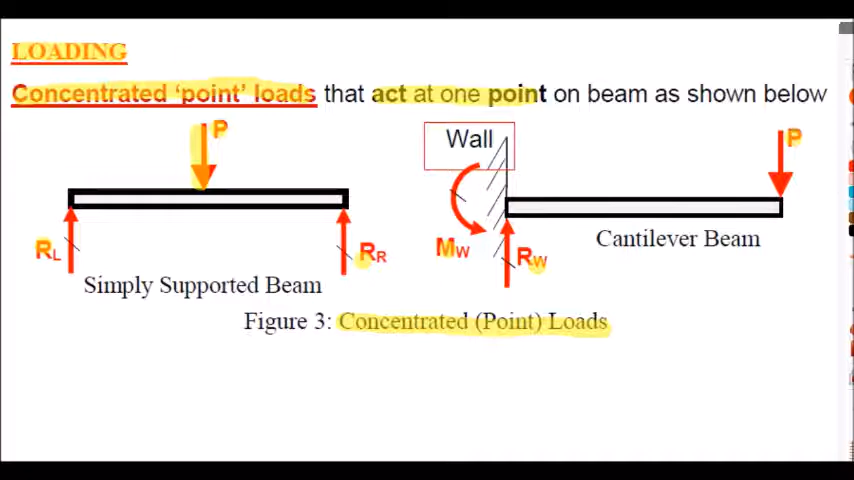 LOADING
Concentrated 'point' loads that act at one point on beam as shown below
P
Wall
P
RL
RR
MW
RW
Cantilever Beam
Simply Supported Beam
Figure 3: Concentrated (Point) Loads